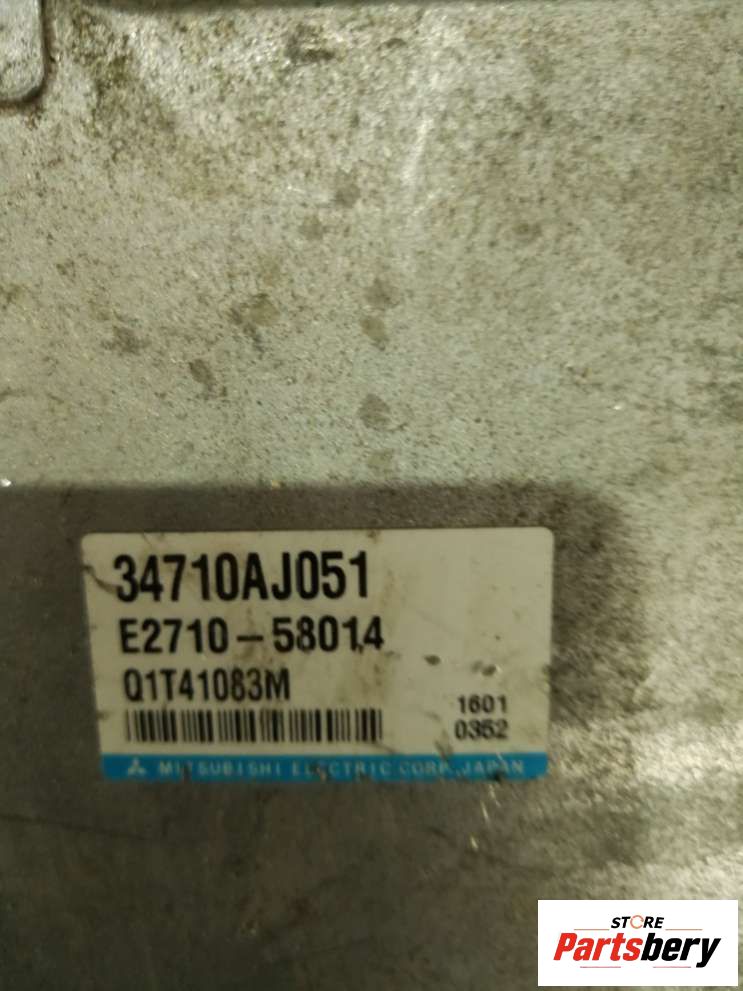 34710AJ051
E2710-58014
Q1T41083M
1601
0352
MITSUBISHI ELECTRIC CORP. JAPAN
STORE
Partsbery